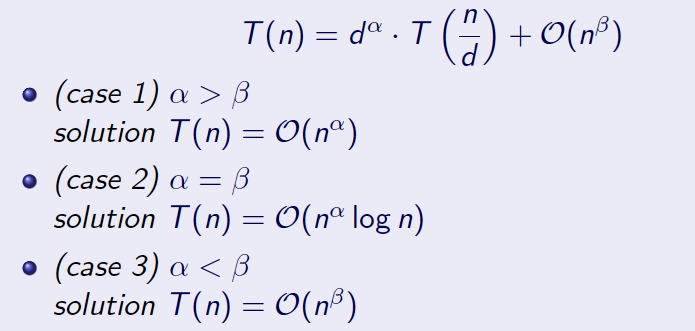 T(n) = d^α · T(n/d) + 𝒪(n^β)
(case 1) α > β
solution T(n) = 𝒪(n^α)
(case 2) α = β
solution T(n) = 𝒪(n^α log n)
(case 3) α < β
solution T(n) = 𝒪(n^β)